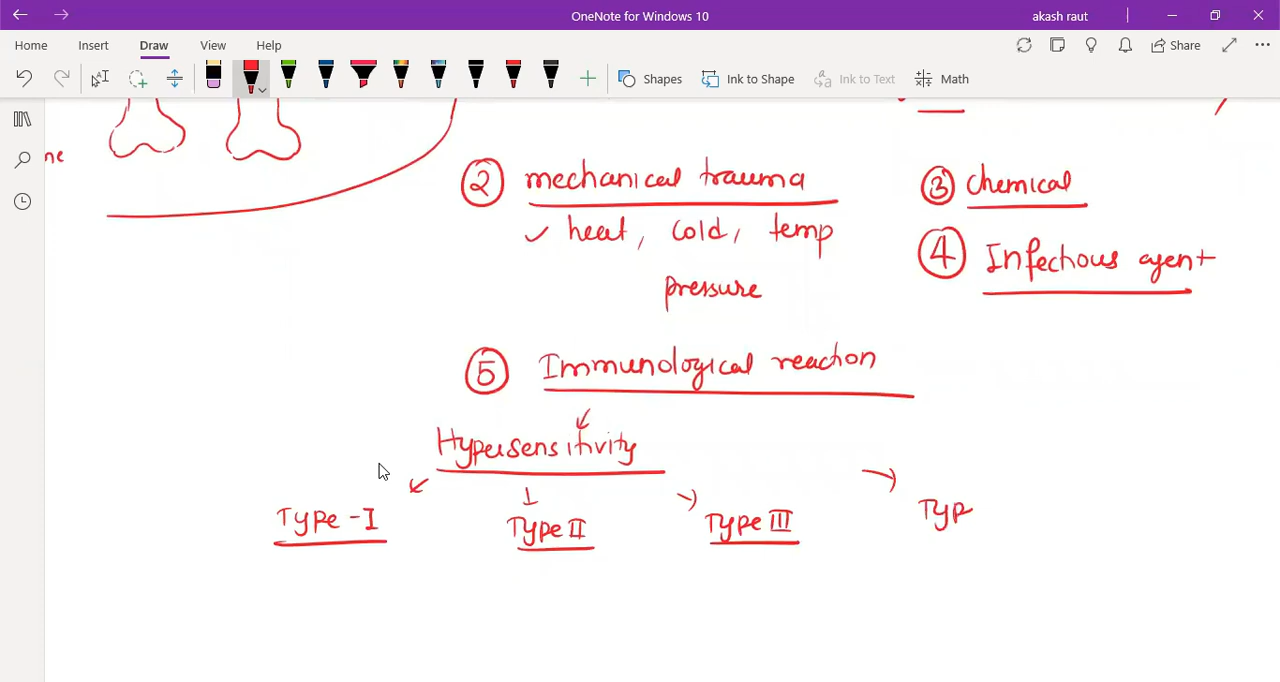 OneNote for Windows 10
akash raut
Home Insert Draw View Help
Share
Shapes Ink to Shape Ink to Text Math
ne
② mechanical trauma
③ chemical
✓ heat, cold, temp
④ Infectious agent
pressure
⑤ Immunological reaction
Hypersensitivity
Type - I Type II Type III Typ